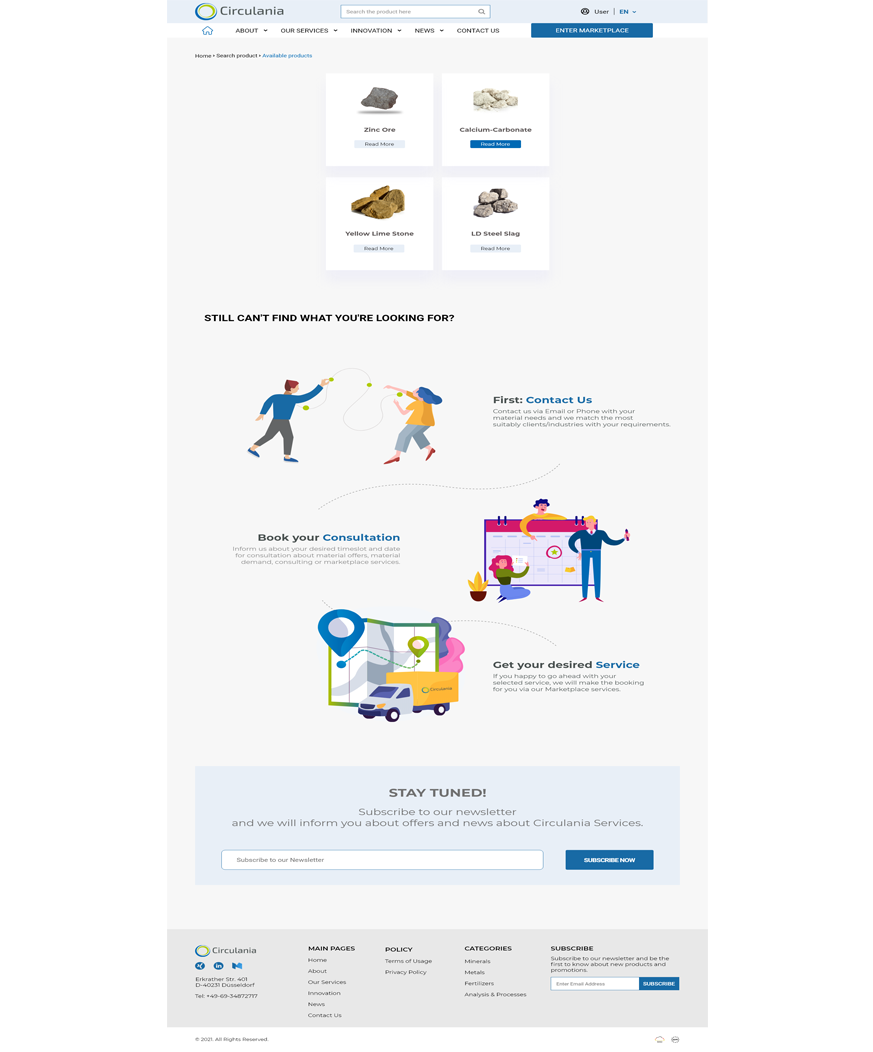 Circulania
Search the product here
User | EN
ABOUT OUR SERVICES INNOVATION NEWS CONTACT US ENTER MARKETPLACE
Home • Search product • Available products
Zinc Ore
Read More
Calcium-Carbonate
Read More
Yellow Lime Stone
Read More
LD Steel Slag
Read More
STILL CAN'T FIND WHAT YOU'RE LOOKING FOR?
First: Contact Us
Contact us via Email or Phone with your
material needs and we match the most
suitably clients/industries with your requirements.
Book your Consultation
Inform us about your desired timeslot and date
for consultation about material offers, material
demand, consulting or marketplace services.
Circulania
Get your desired Service
If you happy to go ahead with your
selected service, we will make the booking
for you via our Marketplace services.
STAY TUNED!
Subscribe to our newsletter
and we will inform you about offers and news about Circulania Services.
Subscribe to our Newsletter
SUBSCRIBE NOW
Circulania
Erkrather Str. 401
D-40231 Düsseldorf
Tel: +49-69-34872717
MAIN PAGES
Home
About
Our Services
Innovation
News
Contact Us
POLICY
Terms of Usage
Privacy Policy
CATEGORIES
Minerals
Metals
Fertilizers
Analysis & Processes
SUBSCRIBE
Subscribe to our newsletter and be the
first to know about new products and
promotions.
Enter Email Address
SUBSCRIBE
© 2021. All Rights Reserved.